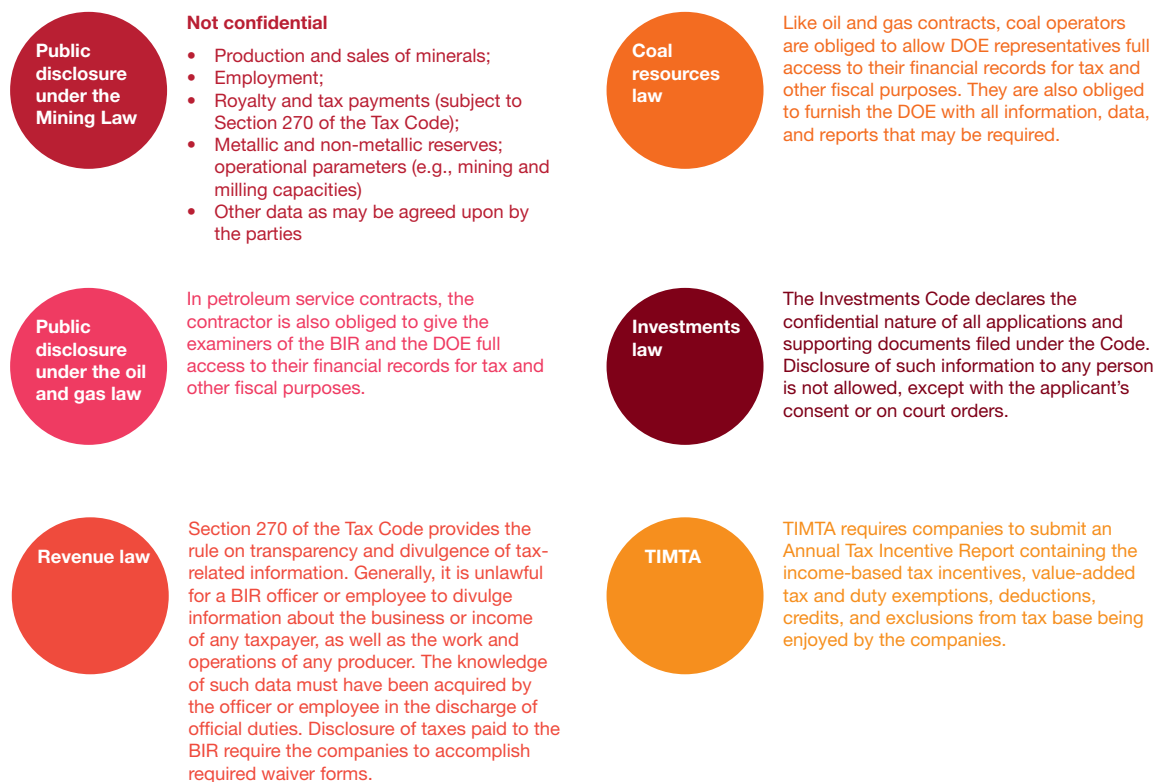 Public
disclosure
under the
Mining Law
Not confidential
• Production and sales of minerals;
• Employment;
• Royalty and tax payments (subject to
Section 270 of the Tax Code);
• Metallic and non-metallic reserves;
operational parameters (e.g., mining and
milling capacities)
• Other data as may be agreed upon by
the parties
Coal
resources
law
Like oil and gas contracts, coal operators
are obliged to allow DOE representatives full
access to their financial records for tax and
other fiscal purposes. They are also obliged
to furnish the DOE with all information, data,
and reports that may be required.
Public
disclosure
under the oil
and gas law
In petroleum service contracts, the
contractor is also obliged to give the
examiners of the BIR and the DOE full
access to their financial records for tax and
other fiscal purposes.
Investments
law
The Investments Code declares the
confidential nature of all applications and
supporting documents filed under the Code.
Disclosure of such information to any person
is not allowed, except with the applicant’s
consent or on court orders.
Revenue law
Section 270 of the Tax Code provides the
rule on transparency and divulgence of tax-
related information. Generally, it is unlawful
for a BIR officer or employee to divulge
information about the business or income
of any taxpayer, as well as the work and
operations of any producer. The knowledge
of such data must have been acquired by
the officer or employee in the discharge of
official duties. Disclosure of taxes paid to the
BIR require the companies to accomplish
required waiver forms.
TIMTA
TIMTA requires companies to submit an
Annual Tax Incentive Report containing the
income-based tax incentives, value-added
tax and duty exemptions, deductions,
credits, and exclusions from tax base being
enjoyed by the companies.